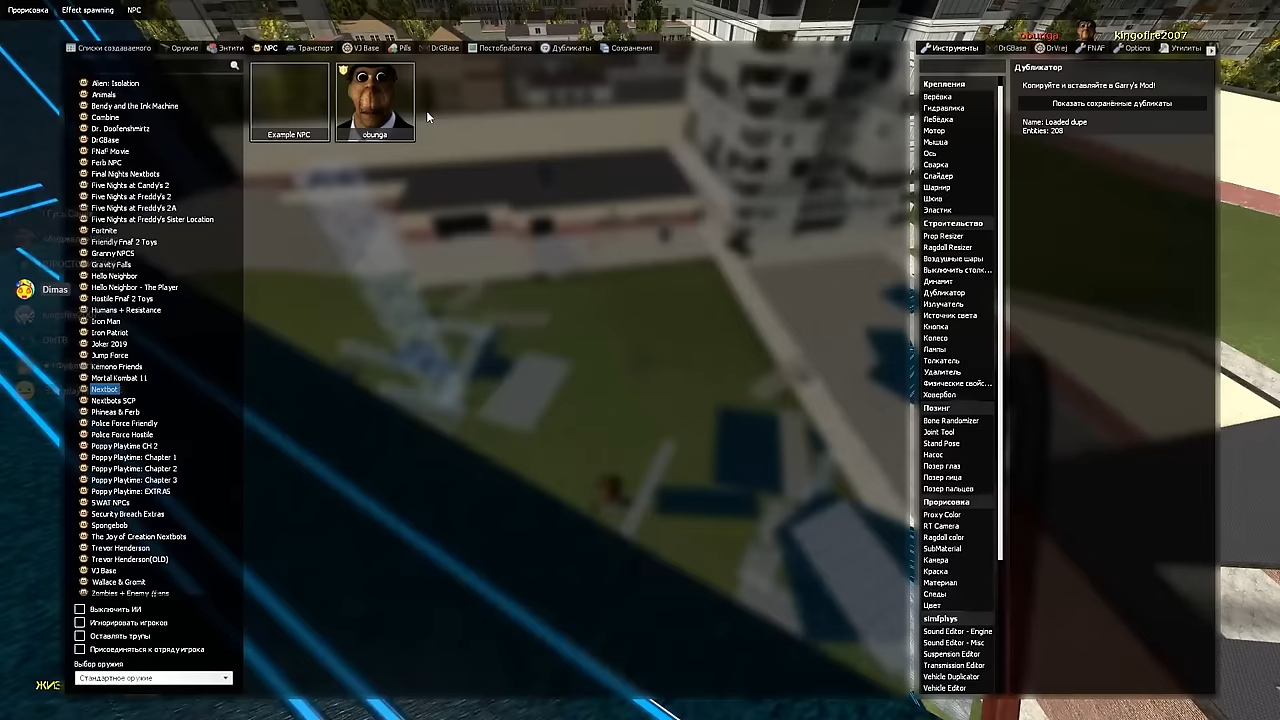 Прорисовка Effect spawning NPC
obunga kingofire2007
Списки создаваемого Оружие Энтити NPC Транспорт VJ Base Pills DrGBase Постобработка Дубликаты Сохранения
Инструменты DrGBase DrVrej FNAF Options Утилиты
Alien: Isolation
Animals
Bendy and the Ink Machine
Combine
Dr. Doofenshmirtz
DrGBase
FNaF Movie
Ferb NPC
Final Nights Nextbots
Five Nights at Candy's 2
Five Nights at Freddy's 2
Five Nights at Freddy's 2A
Five Nights at Freddy's Sister Location
Fortnite
Friendly Fnaf 2 Toys
Granny NPCS
Gravity Falls
Hello Neighbor
Hello Neighbor - The Player
Hostile Fnaf 2 Toys
Humans + Resistance
Iron Man
Iron Patriot
Joker 2019
Jump Force
Kemono Friends
Mortal Kombat 11
Nextbot
Nextbots SCP
Phineas & Ferb
Police Force Friendly
Police Force Hostile
Poppy Playtime CH 2
Poppy Playtime: Chapter 1
Poppy Playtime: Chapter 2
Poppy Playtime: Chapter 3
Poppy Playtime: EXTRAS
SWAT NPCs
Security Breach Extras
Spongebob
The Joy of Creation Nextbots
Trevor Henderson
Trevor Henderson(OLD)
VJ Base
Wallace & Gromit
Zombies + Enemy Aliens
Выключить ИИ
Игнорировать игроков
Оставлять трупы
Присоединяться к отряду игрока
Выбор оружия
Стандартное оружие
Dimas
ЖИЗ
Example NPC
obunga
Крепления
Верёвка
Гидравлика
Лебёдка
Мотор
Мышца
Ось
Сварка
Слайдер
Шарнир
Шкив
Эластик
Строительство
Prop Resizer
Ragdoll Resizer
Воздушные шары
Выключить столк...
Динамит
Дубликатор
Излучатель
Источник света
Кнопка
Колесо
Лампы
Толкатель
Удалитель
Физические свойс...
Ховербол
Позинг
Bone Randomizer
Joint Tool
Stand Pose
Насос
Позер глаз
Позер лица
Позер пальцев
Прорисовка
Proxy Color
RT Camera
Ragdoll color
SubMaterial
Камера
Краска
Материал
Следы
Цвет
simfphys
Sound Editor - Engine
Sound Editor - Misc
Suspension Editor
Transmission Editor
Vehicle Duplicator
Vehicle Editor
Дубликатор
Копируйте и вставляйте в Garry's Mod!
Показать сохранённые дубликаты
Name: Loaded dupe
Entities: 208